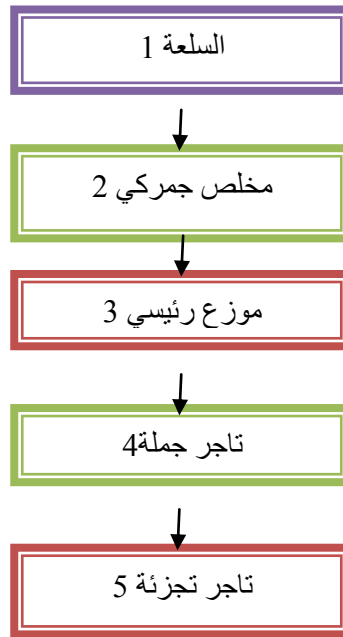 السلعة 1
مخلص جمركي 2
موزع رئيسي 3
تاجر جملة4
تاجر تجزئة 5